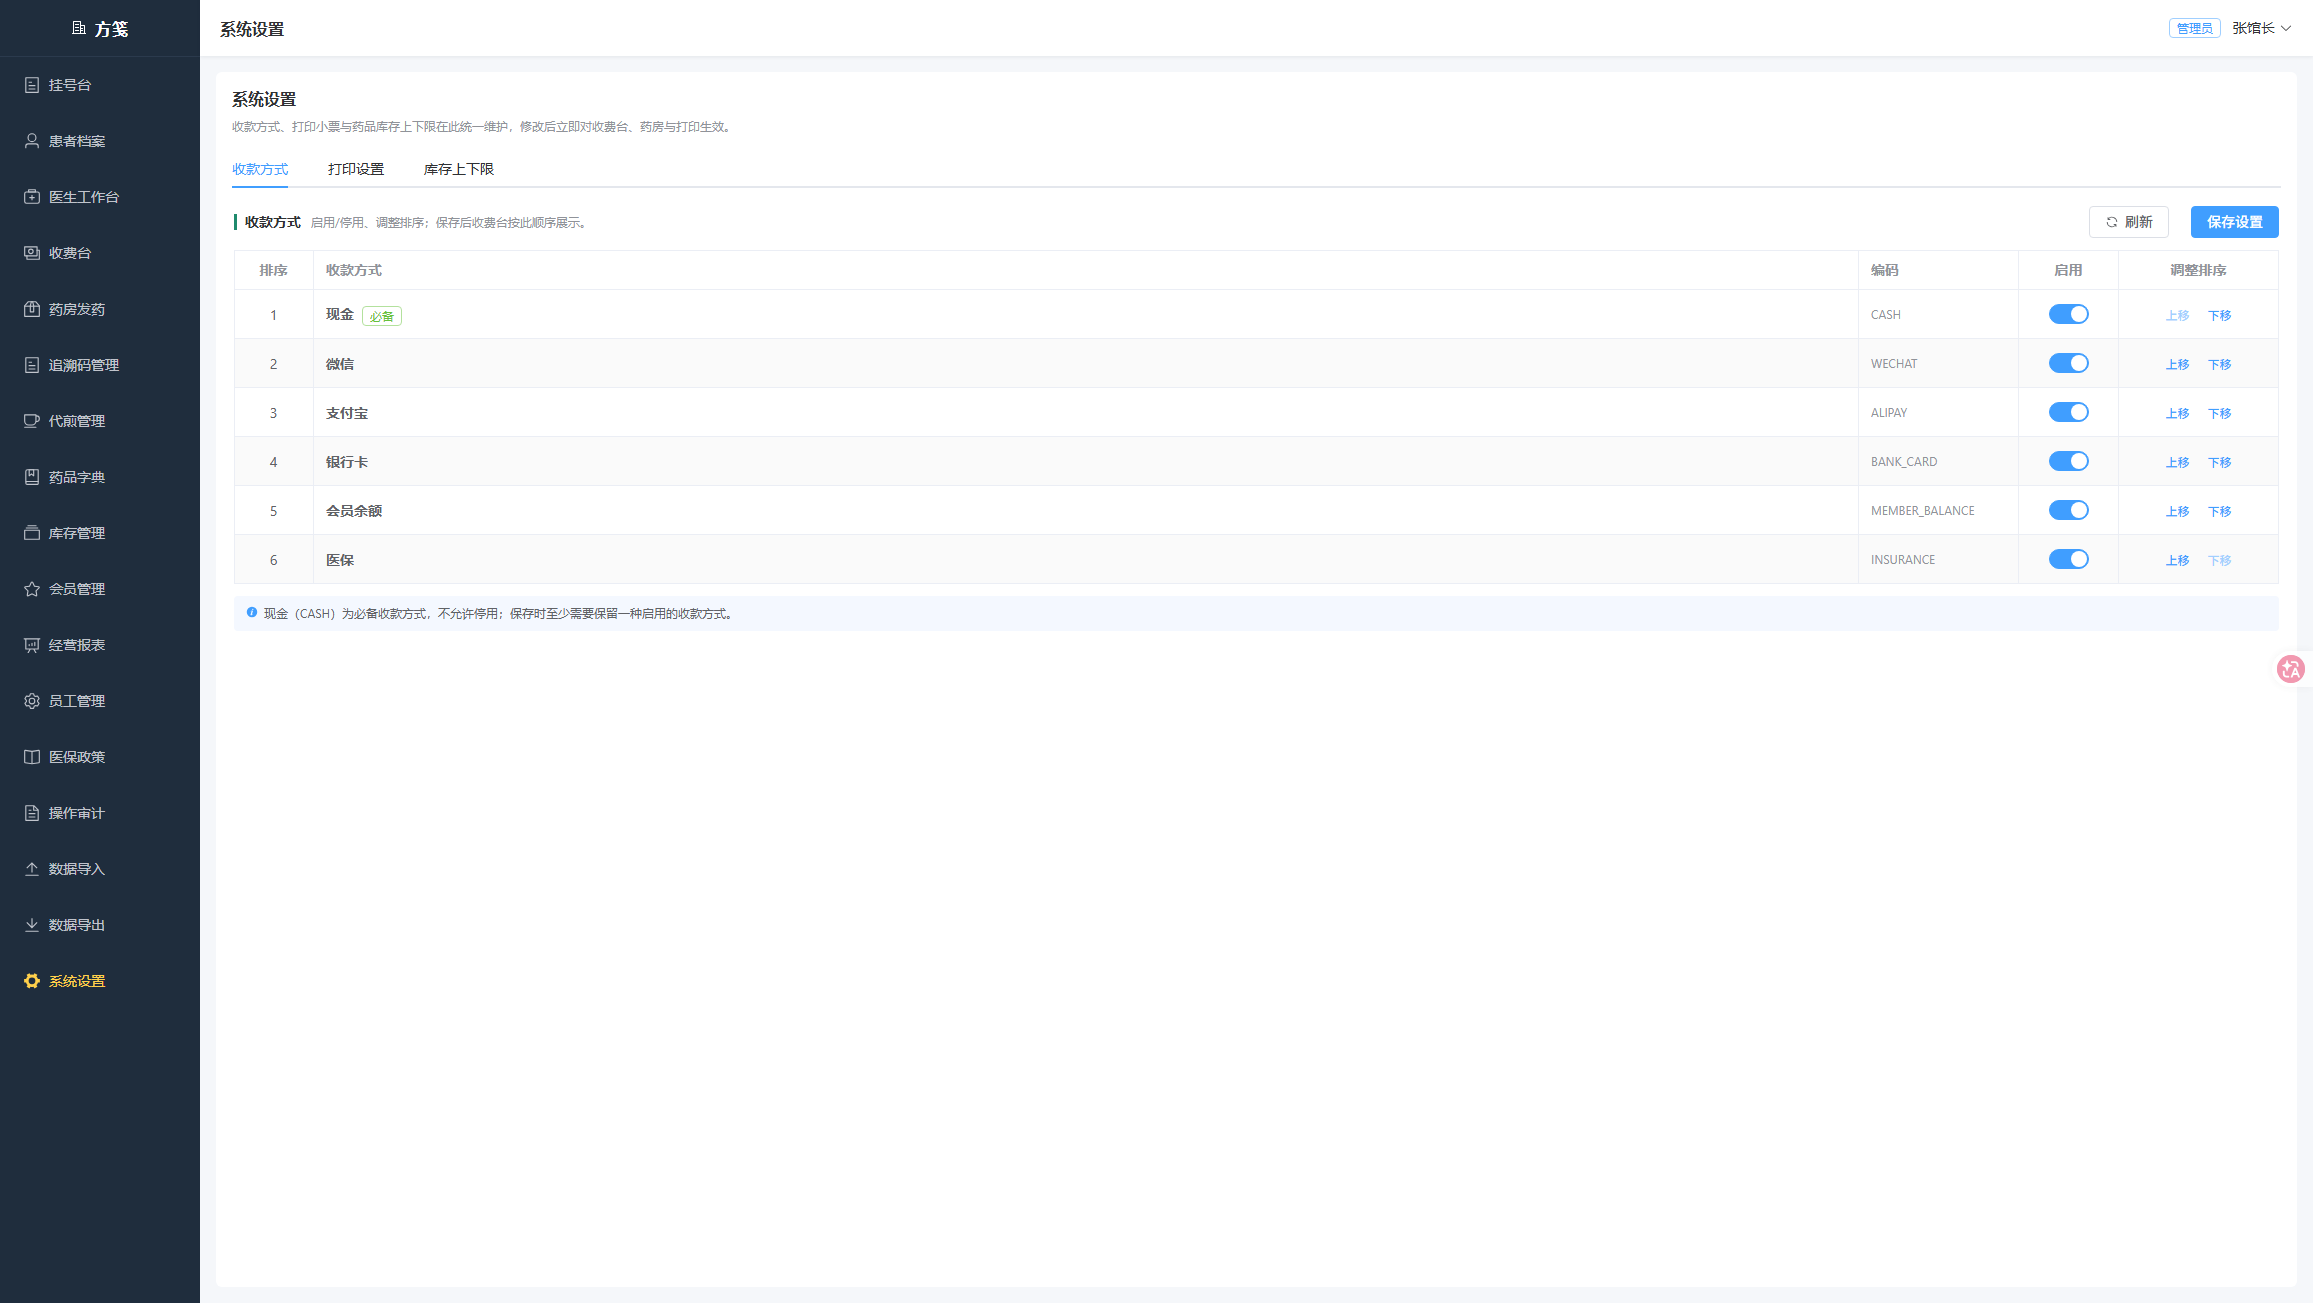 方笺
系统设置
管理员 张馆长
挂号台
患者档案
医生工作台
收费台
药房发药
追溯码管理
代煎管理
药品字典
库存管理
会员管理
经营报表
员工管理
医保政策
操作审计
数据导入
数据导出
系统设置
系统设置
收款方式、打印小票与药品库存上下限在此统一维护，修改后立即对收费台、药房与打印生效。
收款方式 打印设置 库存上下限
收款方式 启用/停用、调整排序；保存后收费台按此顺序展示。 刷新 保存设置
排序 收款方式 编码 启用 调整排序
1 现金 必备 CASH 上移 下移
2 微信 WECHAT 上移 下移
3 支付宝 ALIPAY 上移 下移
4 银行卡 BANK_CARD 上移 下移
5 会员余额 MEMBER_BALANCE 上移 下移
6 医保 INSURANCE 上移 下移
现金（CASH）为必备收款方式，不允许停用；保存时至少需要保留一种启用的收款方式。